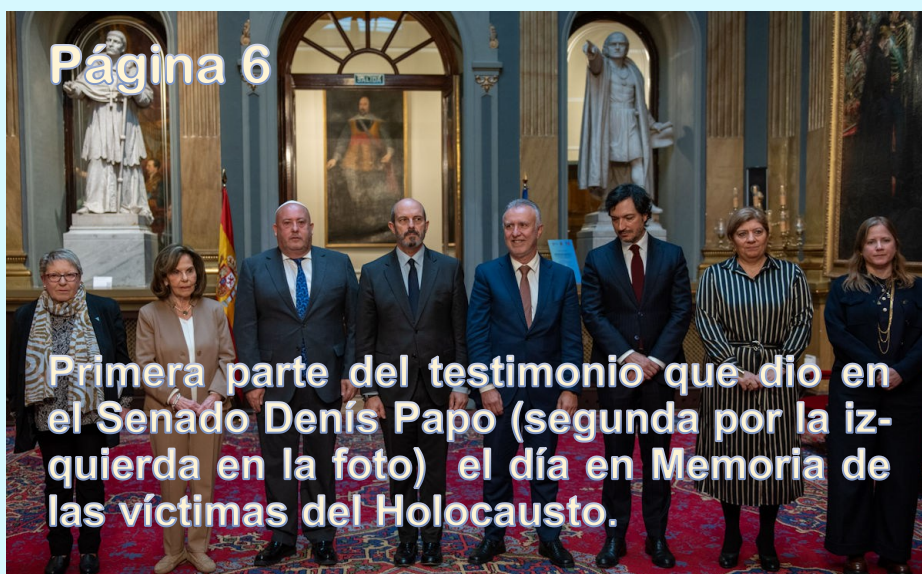 Página 6
Primera parte del testimonio que dio en
el Senado Denís Papo (segunda por la iz-
quierda en la foto) el día en Memoria de
las víctimas del Holocausto.